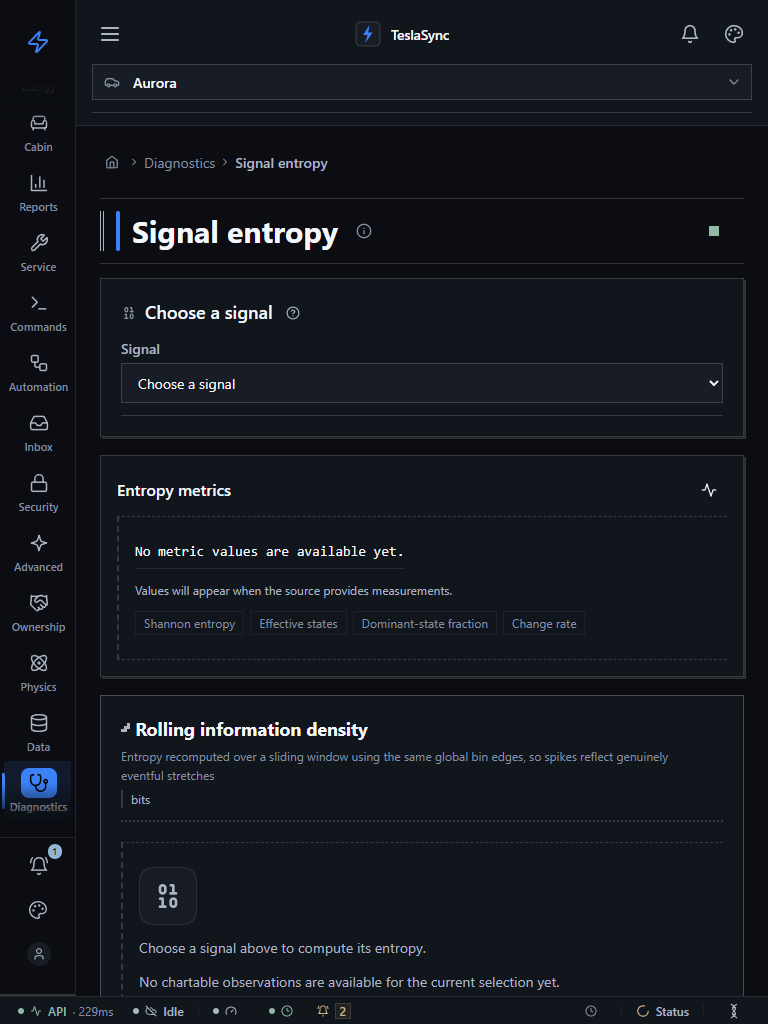 TeslaSync
Aurora
Energy
Cabin
Reports
Service
Commands
Automation
Inbox
Security
Advanced
Ownership
Physics
Data
Diagnostics
1
Diagnostics
Signal entropy
Signal entropy
01
10
Choose a signal
Signal
Choose a signal
Entropy metrics
No metric values are available yet.
Values will appear when the source provides measurements.
Shannon entropy
Effective states
Dominant-state fraction
Change rate
Rolling information density
Entropy recomputed over a sliding window using the same global bin edges, so spikes reflect genuinely
eventful stretches
bits
01
10
Choose a signal above to compute its entropy.
No chartable observations are available for the current selection yet.
API · 229ms
Idle
2
Status